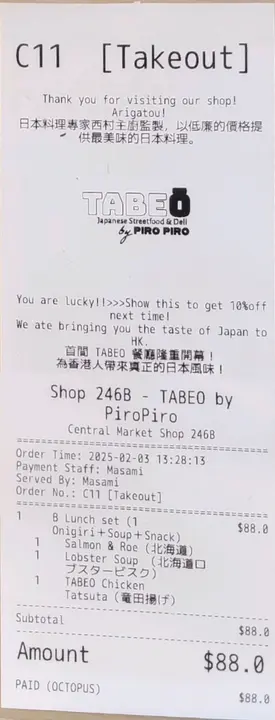 C11 [Takeout]
Thank you for visiting our shop!
Arigatou!
日本料理專家西村主廚監製，以低廉的價格提
供最美味的日本料理。
TABEO
Japanese Streetfood & Deli
by PIRO PIRO
You are lucky!!>>>Show this to get 10%off
next time!
We ate bringing you the taste of Japan to
HK.
首間 TABEO 餐廳隆重開幕！
為香港人帶來真正的日本風味！
Shop 246B - TABEO by
PiroPiro
Central Market Shop 246B
Order Time: 2025-02-03 13:28:13
Payment Staff: Masami
Served By: Masami
Order No.: C11 [Takeout]
1 B Lunch set (1 $88.0
Onigiri＋Soup＋Snack)
1 Salmon & Roe (北海道)
1 Lobster Soup （北海道ロ
ブスタービスク)
1 TABEO Chicken
Tatsuta (竜田揚げ)
Subtotal
$88.0
Amount $88.0
PAID (OCTOPUS) $88.0